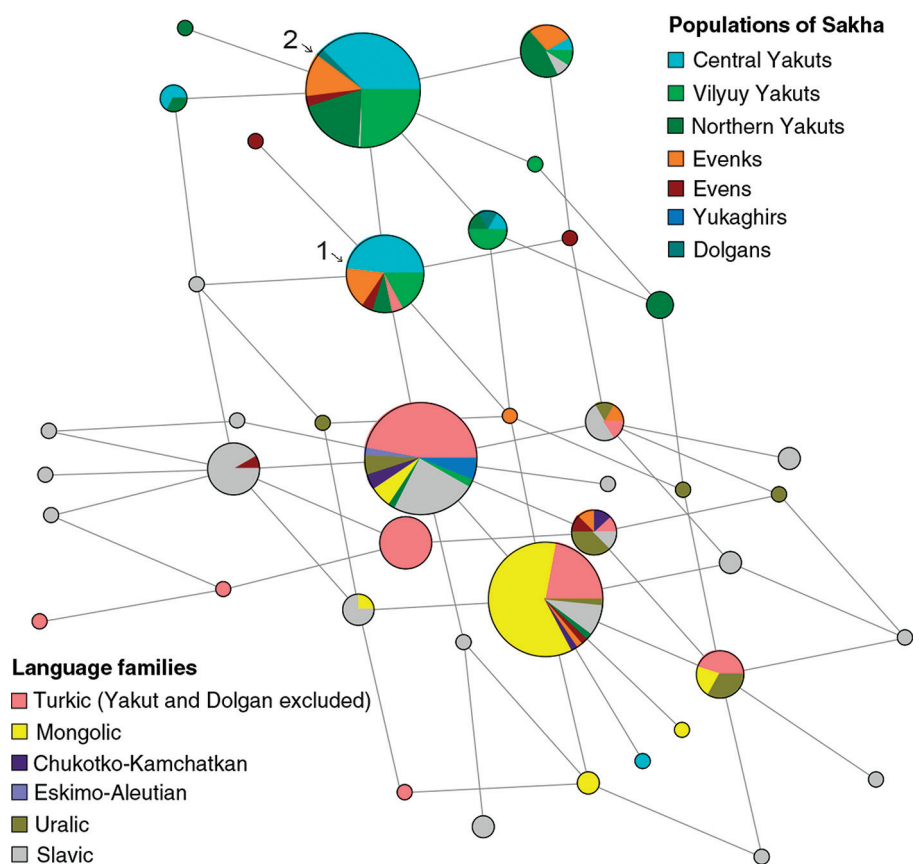 Populations of Sakha
Central Yakuts
Vilyuy Yakuts
Northern Yakuts
Evenks
Evens
Yukaghirs
Dolgans
2
1
Language families
Turkic (Yakut and Dolgan excluded)
Mongolic
Chukotko-Kamchatkan
Eskimo-Aleutian
Uralic
Slavic